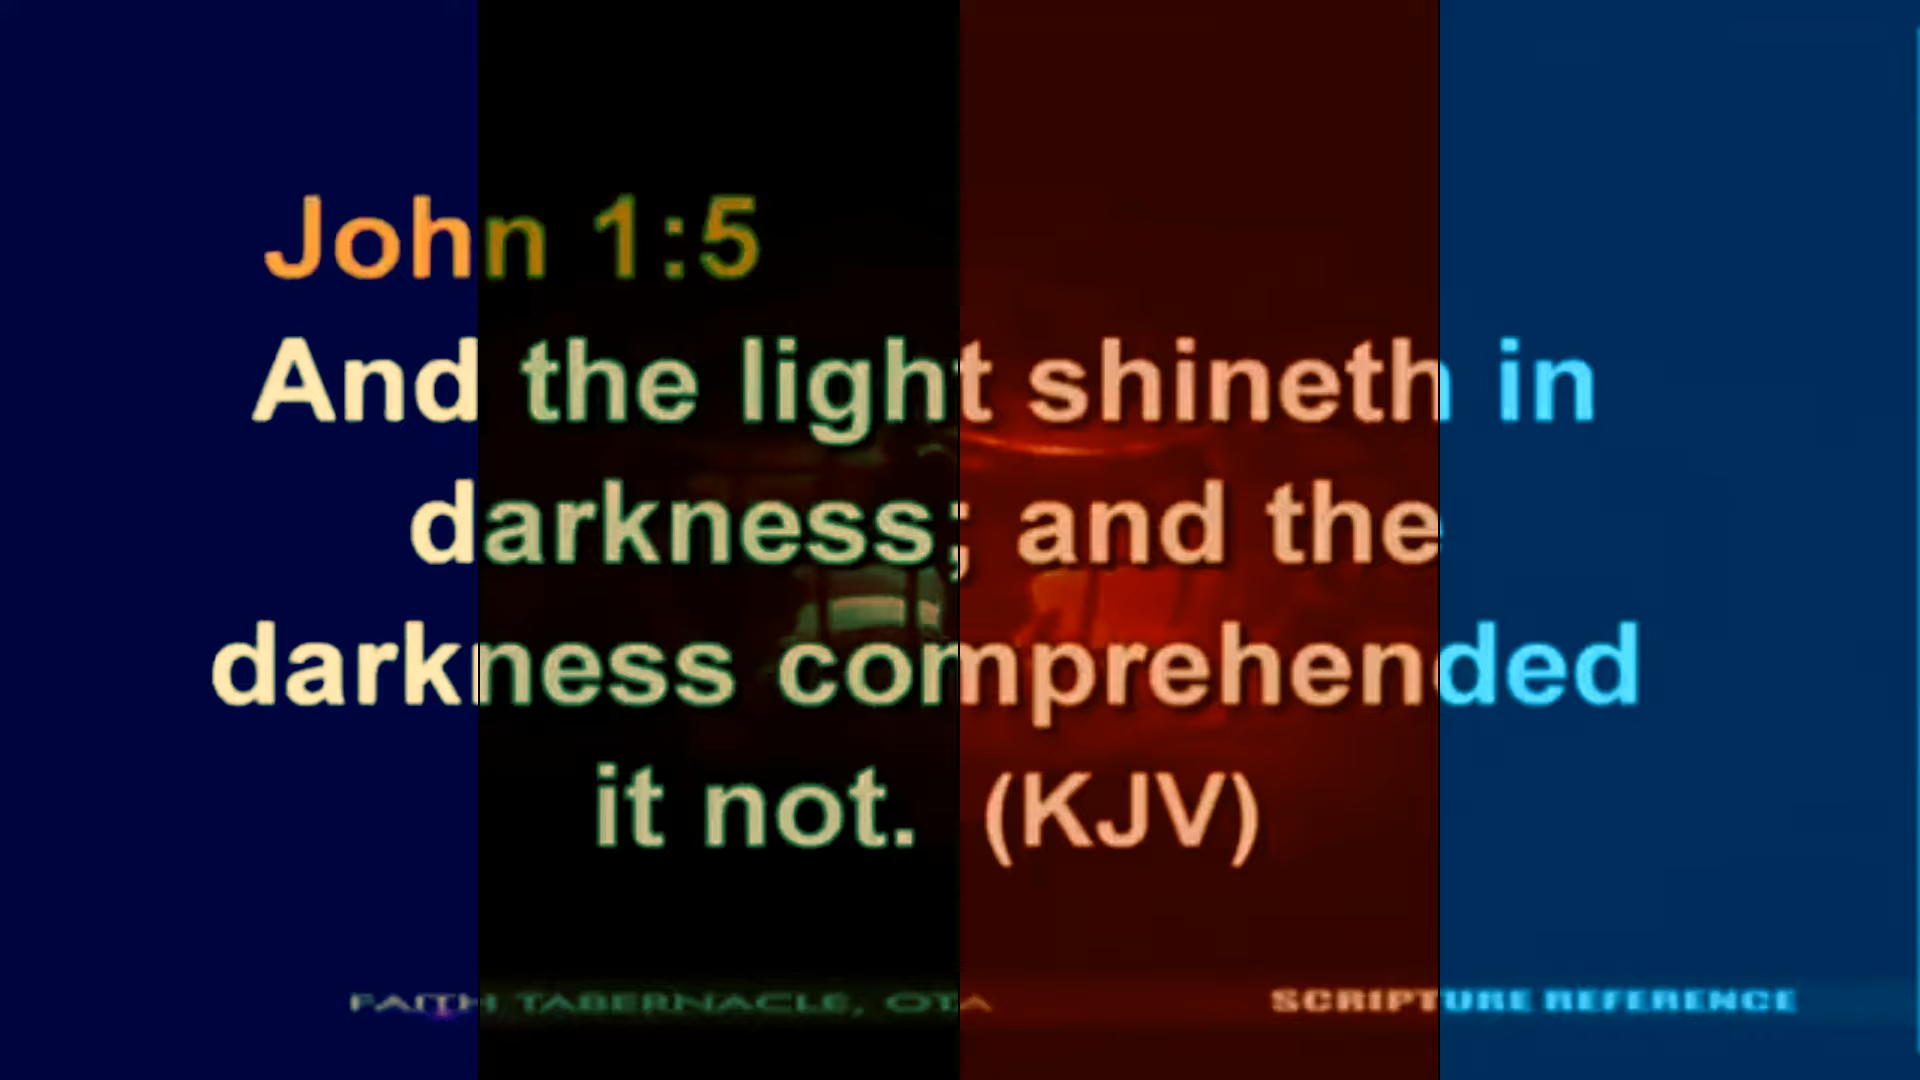 John 1:5
And the light shineth in
darkness; and the
darkness comprehended
it not. (KJV)
FAITH TABERNACLE, OTA
SCRIPTURE REFERENCE